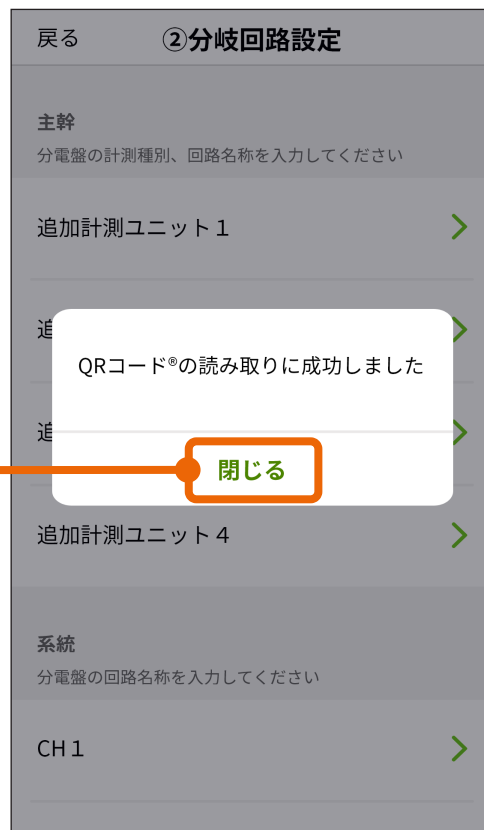 戻る
②分岐回路設定
主幹
分電盤の計測種別、回路名称を入力してください
追加計測ユニット１
追
QRコード®の読み取りに成功しました
追
閉じる
追加計測ユニット４
系統
分電盤の回路名称を入力してください
CH１